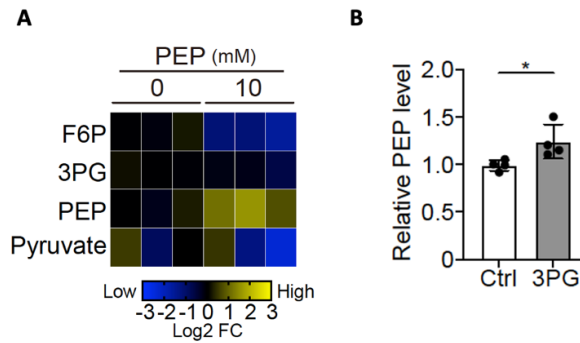 A
PEP (mM)
0 10
F6P
3PG
PEP
Pyruvate
Low High
-3 -2 -1 0 1 2 3
Log2 FC
B
*
2.0
1.5
1.0
0.5
0
Relative PEP level
Ctrl 3PG